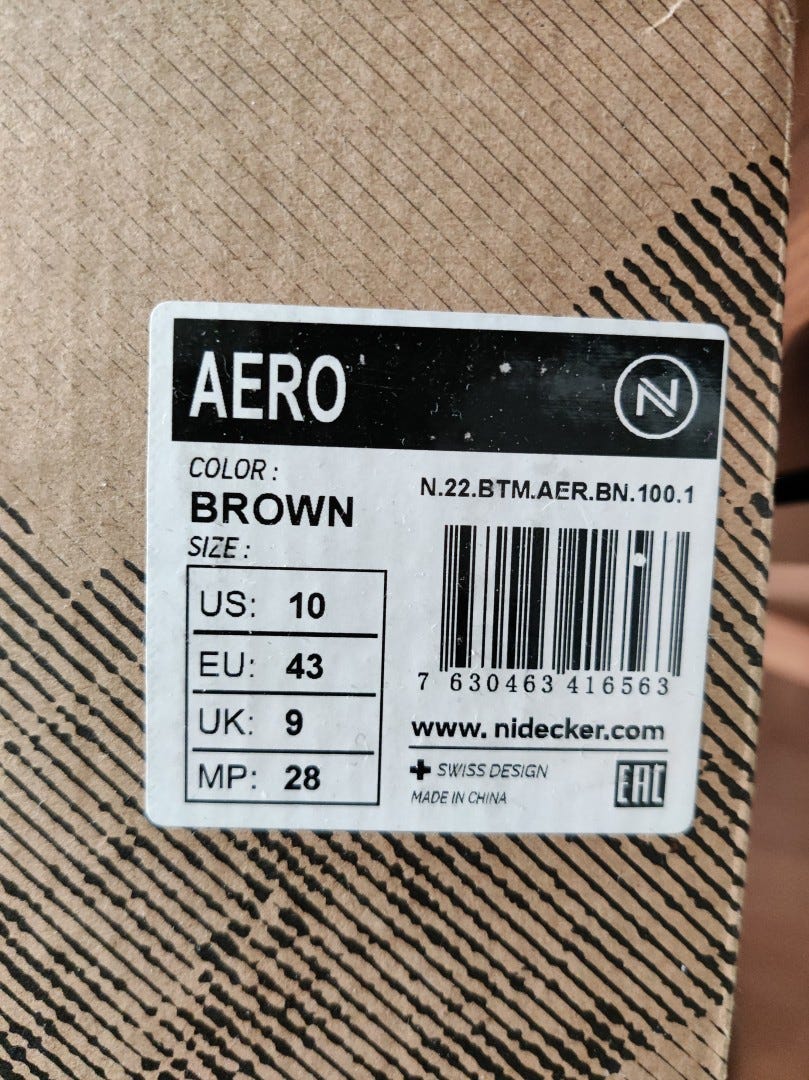 AERO
N
COLOR :
BROWN
SIZE :
US: 10
EU: 43
UK: 9
MP: 28
N.22.BTM.AER.BN.100.1
7 630463 416563
www. nidecker.com
+ SWISS DESIGN
MADE IN CHINA
EAC